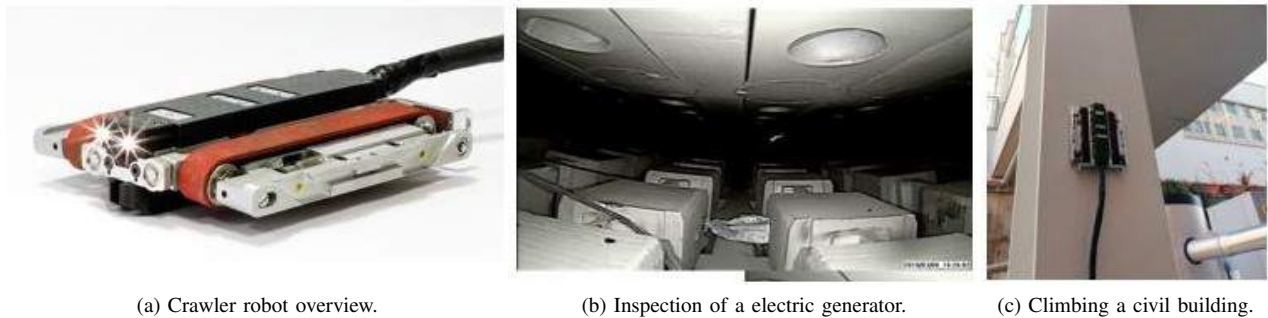 (a) Crawler robot overview.
(b) Inspection of a electric generator.
(c) Climbing a civil building.